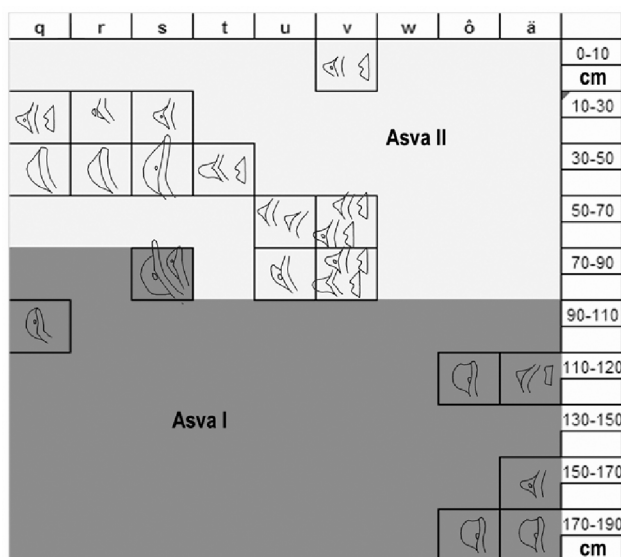 q r s t u v w ô ä
0-10
cm
10-30
Asva II
30-50
50-70
70-90
90-110
110-120
Asva I
130-150
150-170
170-190
cm